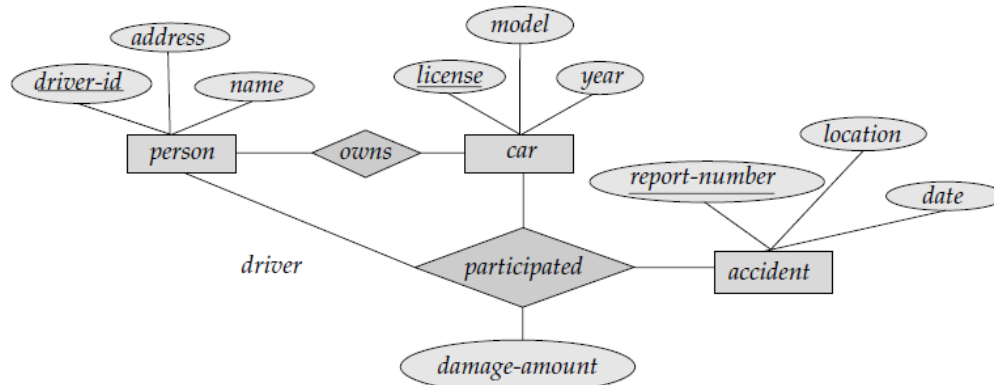 model
address
driver-id
name
license
year
person
owns
car
location
report-number
date
driver
participated
accident
damage-amount